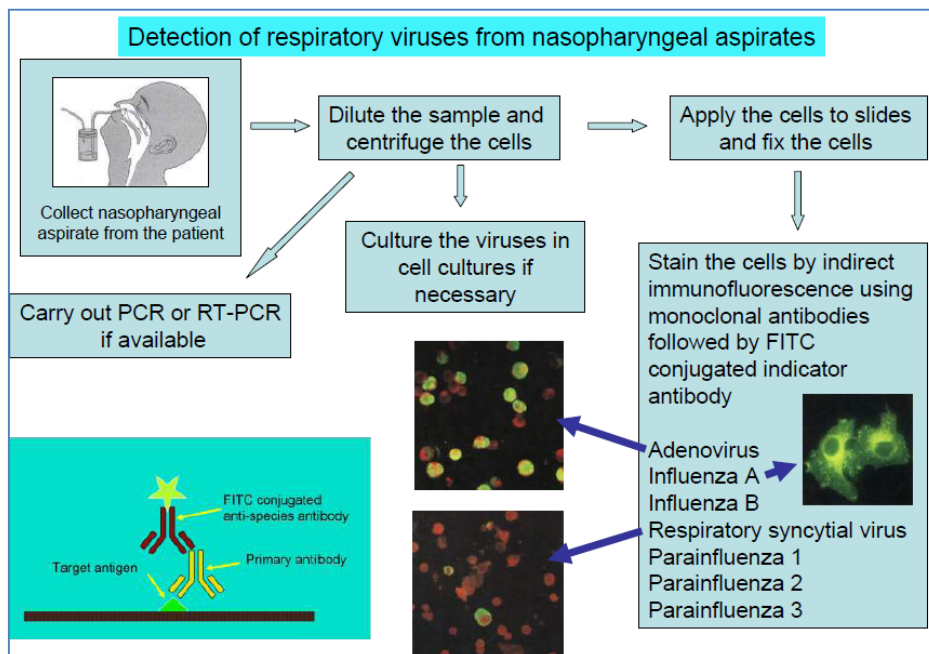 Detection of respiratory viruses from nasopharyngeal aspirates
Collect nasopharyngeal
aspirate from the patient
Dilute the sample and
centrifuge the cells
Apply the cells to slides
and fix the cells
Carry out PCR or RT-PCR
if available
Culture the viruses in
cell cultures if
necessary
Stain the cells by indirect
immunofluorescence using
monoclonal antibodies
followed by FITC
conjugated indicator
antibody
Adenovirus
Influenza A
Influenza B
Respiratory syncytial virus
Parainfluenza 1
Parainfluenza 2
Parainfluenza 3
FITC conjugated
anti-species antibody
Primary antibody
Target antigen